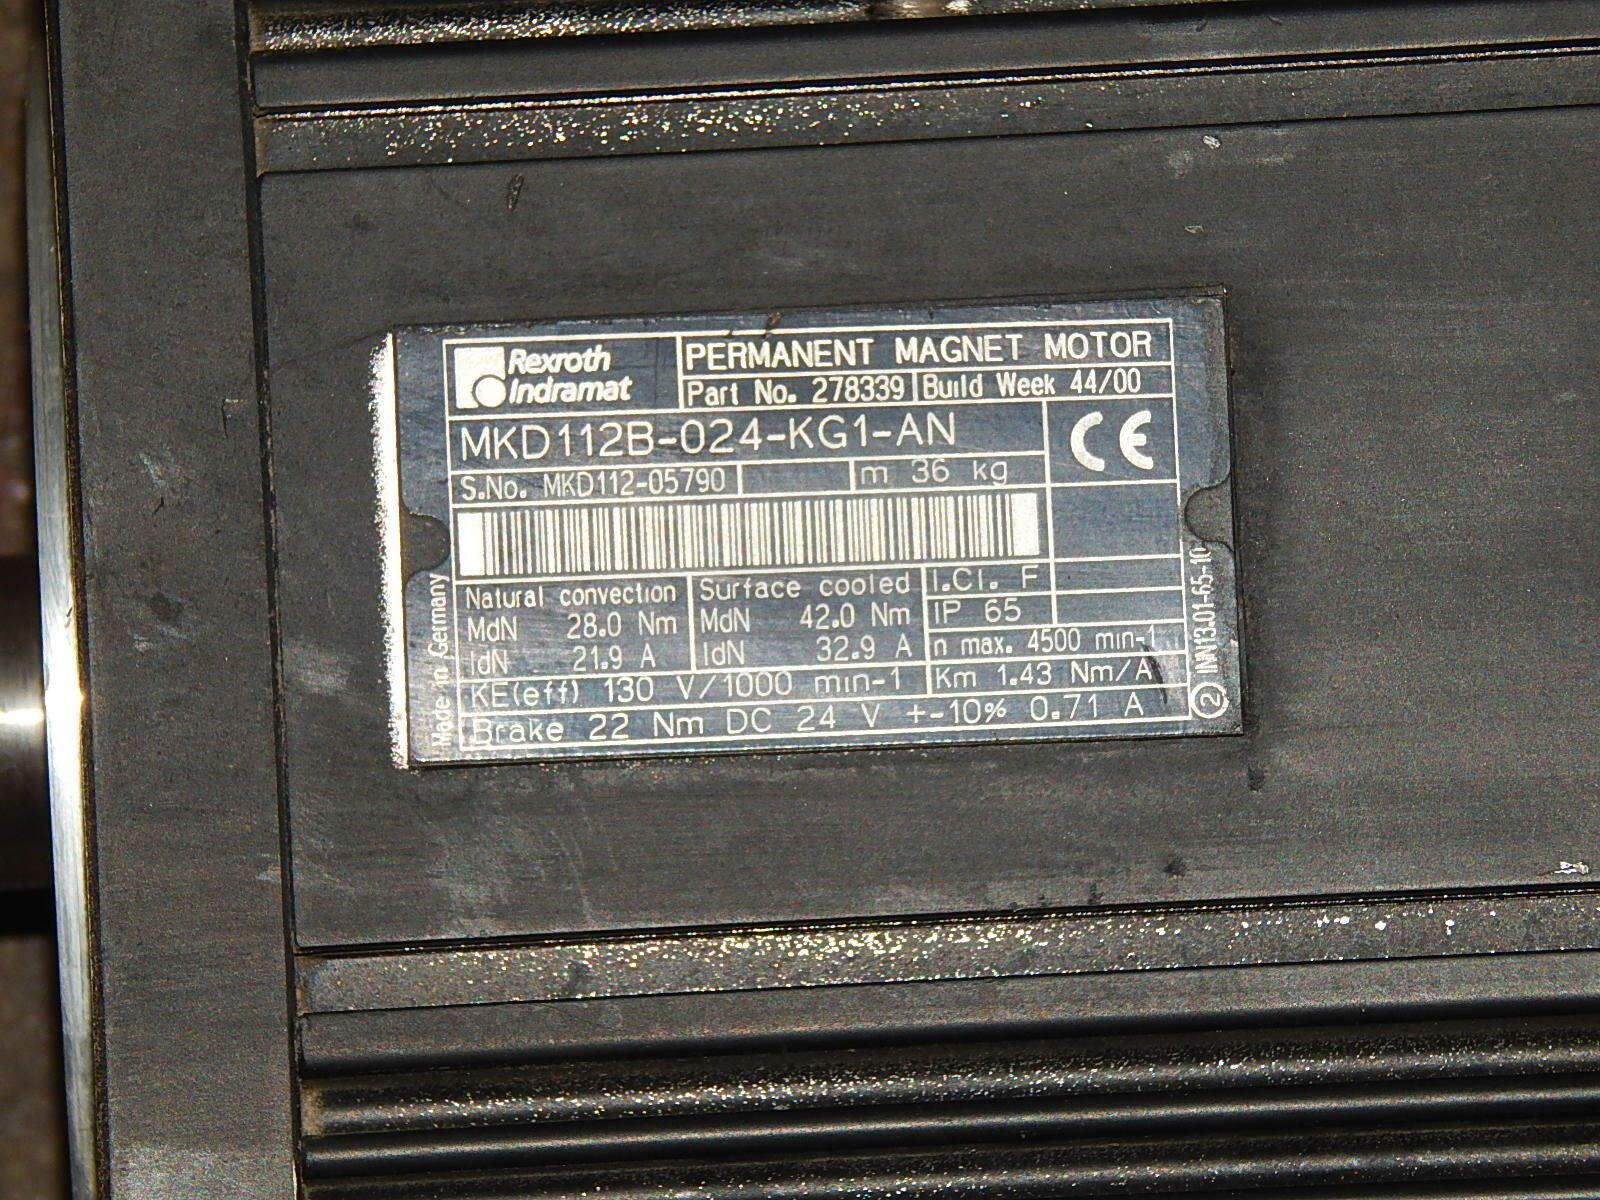 Rexroth
Indramat
PERMANENT MAGNET MOTOR
Part No. 278339 Build Week 44/00
MKD112B-024-KG1-AN
CE
S.No. MKD112-05790 m 36 kg
Natural convection
MdN 28.0 Nm
IdN 21.9 A
Surface cooled
MdN 42.0 Nm
IdN 32.9 A
I.Cl. F
IP 65
n max. 4500 min-1
KE(eff) 130 V/1000 min-1
Km 1.43 Nm/A
Brake 22 Nm DC 24 V +-10% 0.71 A
Made in Germany
2 INN13.01-65-10